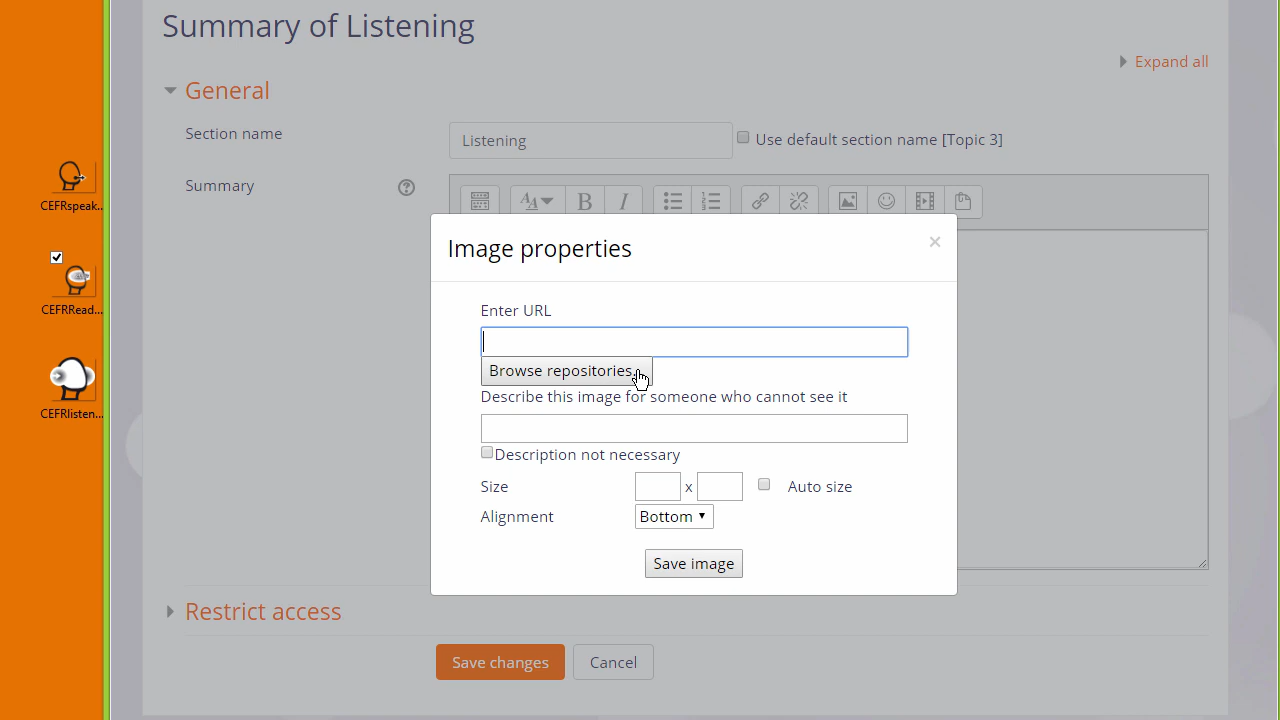 Summary of Listening
Expand all
General
Section name
Listening
Use default section name [Topic 3]
Summary
CEFRspeak...
CEFRRead...
CEFRlisten...
Image properties
Enter URL
Browse repositories...
Describe this image for someone who cannot see it
Description not necessary
Size
x
Auto size
Alignment
Bottom
Save image
Restrict access
Save changes
Cancel